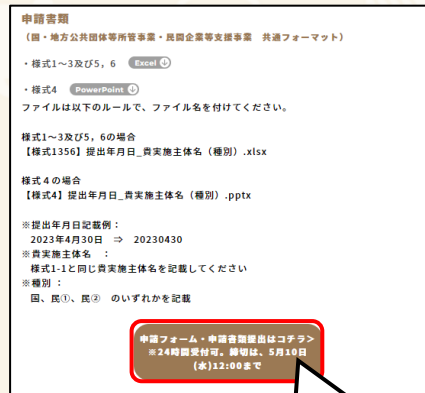 申請書類
（国・地方公共団体等所管事業・民間企業等支援事業　共通フォーマット）
・様式1～3及び5，6　Excel
・様式4　PowerPoint
ファイルは以下のルールで、ファイル名を付けてください。
様式1～3及び5，6の場合
【様式1356】提出年月日_貴実施主体名（種別）.xlsx
様式４の場合
【様式4】提出年月日_貴実施主体名（種別）.pptx
※提出年月日記載例：
2023年4月30日　⇒　20230430
※貴実施主体名　：
様式1-1と同じ貴実施主体名を記載してください
※種別 ：
国、民①、民②　のいずれかを記載
申請フォーム・申請書類提出はコチラ>
※24時間受付可。締切は、5月10日
(水)12:00まで